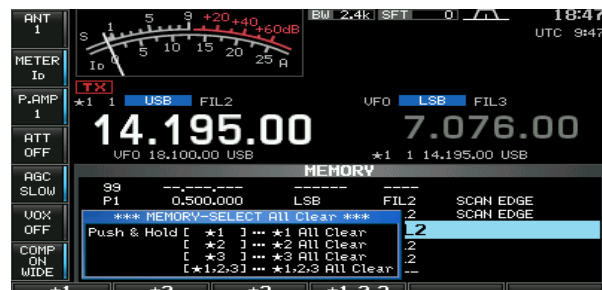 ANT
1
METER
ID
P.AMP
1
ATT
OFF
AGC
SLOW
VOX
OFF
COMP
ON
WIDE
S 1 5 9 +20 +40 +60dB
ID 0 5 10 15 20 25 A
BW 2.4k SFT 0
18:47
UTC 9:47
TX
★1 1 USB FIL2
VFO LSB FIL3
14.195.00
7.076.00
VFO 18.100.00 USB
★1 1 14.195.00 USB
MEMORY
99 --.---.--- ------ ----
P1 0.500.000 LSB FIL2 SCAN EDGE
.2 SCAN EDGE
L2
.2
.2
--
*** MEMORY-SELECT All Clear ***
Push & Hold [ ★1 ] ··· ★1 All Clear
[ ★2 ] ··· ★2 All Clear
[ ★3 ] ··· ★3 All Clear
[★1,2,3] ··· ★1,2,3 All Clear